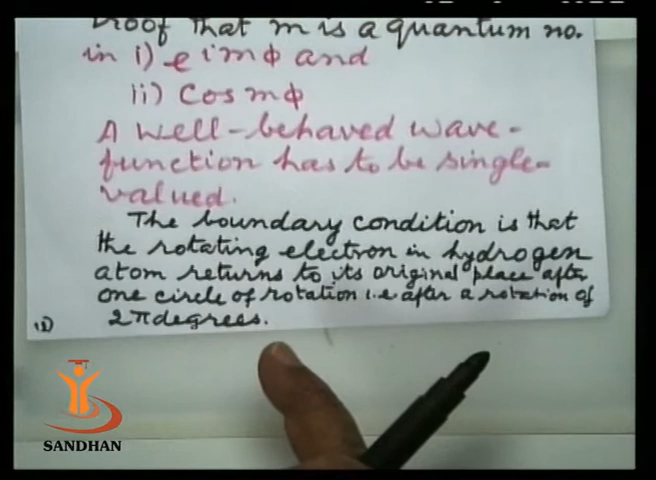 Proof that m is a quantum no.
in i) e imϕ and
ii) Cos mϕ
A well-behaved wave-
function has to be single-
valued.
The boundary condition is that
the rotating electron in hydrogen
atom returns to its original place after
one circle of rotation i.e after a rotation of
2π degrees.
SANDHAN